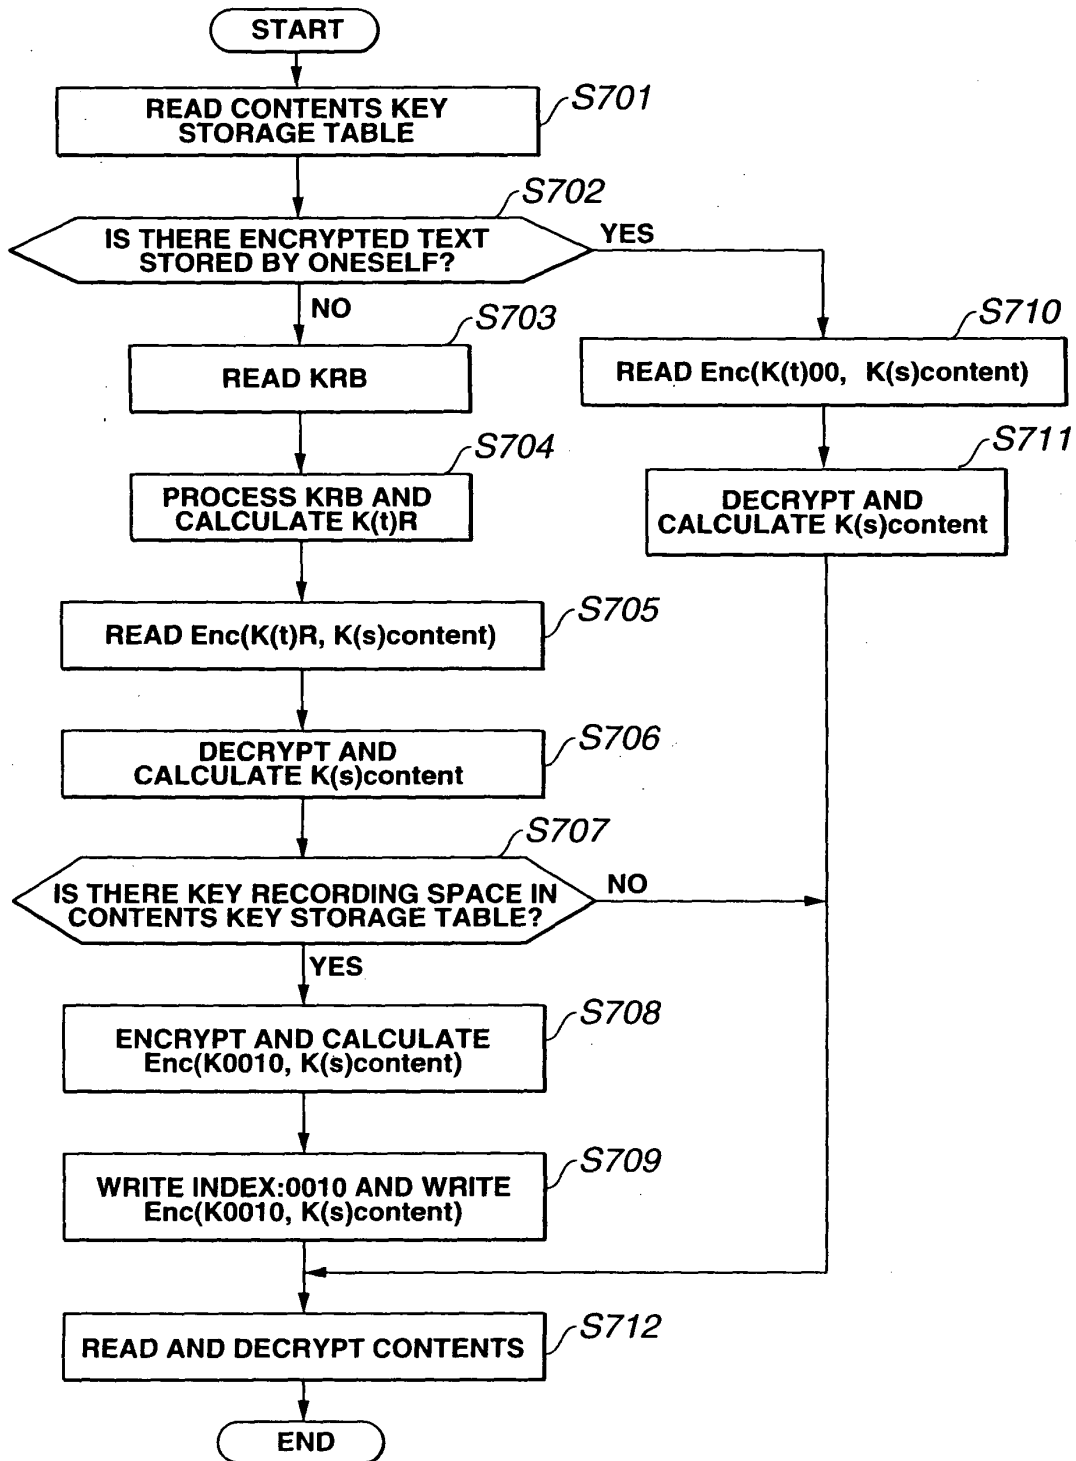 START
S701
READ CONTENTS KEY
STORAGE TABLE
S702
IS THERE ENCRYPTED TEXT
STORED BY ONESELF?
YES
NO
S703
READ KRB
S710
READ Enc(K(t)00, K(s)content)
S704
PROCESS KRB AND
CALCULATE K(t)R
S711
DECRYPT AND
CALCULATE K(s)content
S705
READ Enc(K(t)R, K(s)content)
S706
DECRYPT AND
CALCULATE K(s)content
S707
IS THERE KEY RECORDING SPACE IN
CONTENTS KEY STORAGE TABLE?
NO
YES
S708
ENCRYPT AND CALCULATE
Enc(K0010, K(s)content)
S709
WRITE INDEX:0010 AND WRITE
Enc(K0010, K(s)content)
S712
READ AND DECRYPT CONTENTS
END